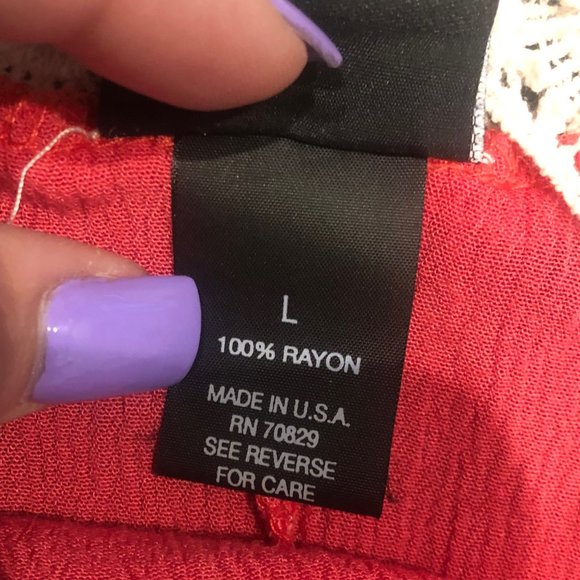 L
100% RAYON
MADE IN U.S.A.
RN 70829
SEE REVERSE
FOR CARE